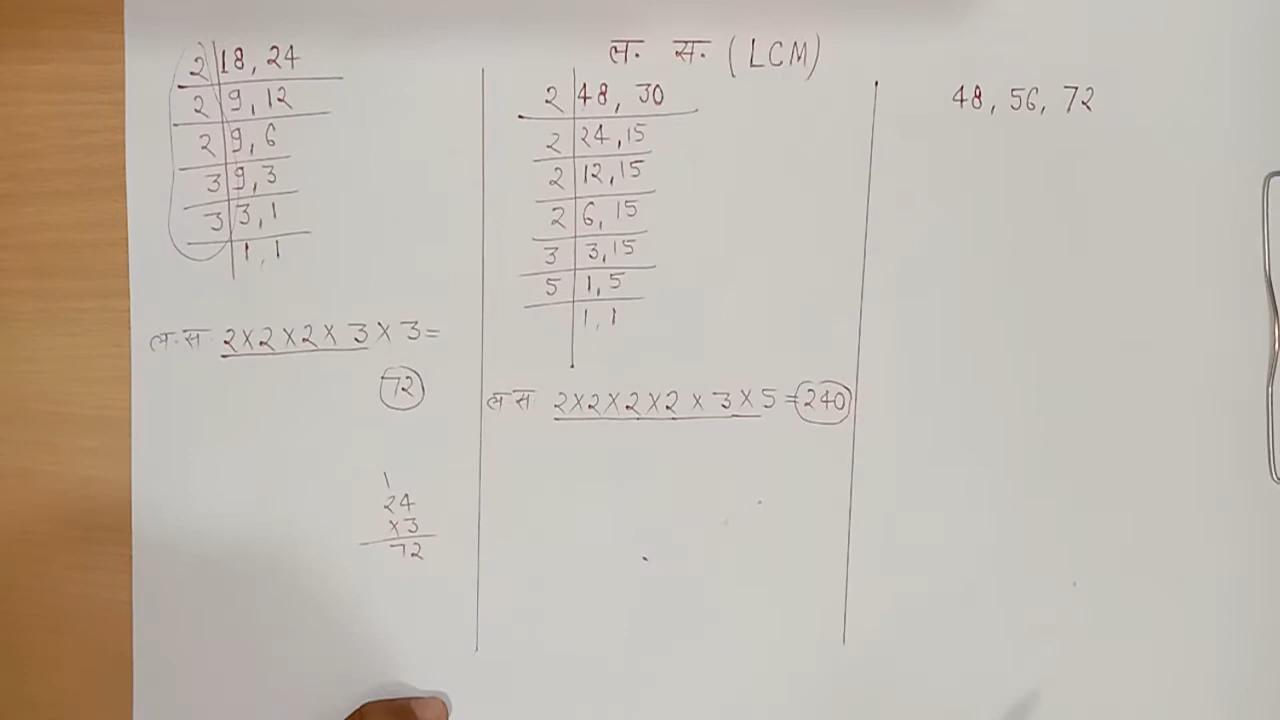 ल. स. (LCM)
2 | 18, 24
2 | 9, 12
2 | 9, 6
3 | 9, 3
3 | 3, 1
1, 1
ल. स 2×2×2×3×3=
72
1
24
×3
72
2 | 48, 30
2 | 24, 15
2 | 12, 15
2 | 6, 15
3 | 3, 15
5 | 1, 5
1, 1
ल स 2×2×2×2×3×5=240
48, 56, 72